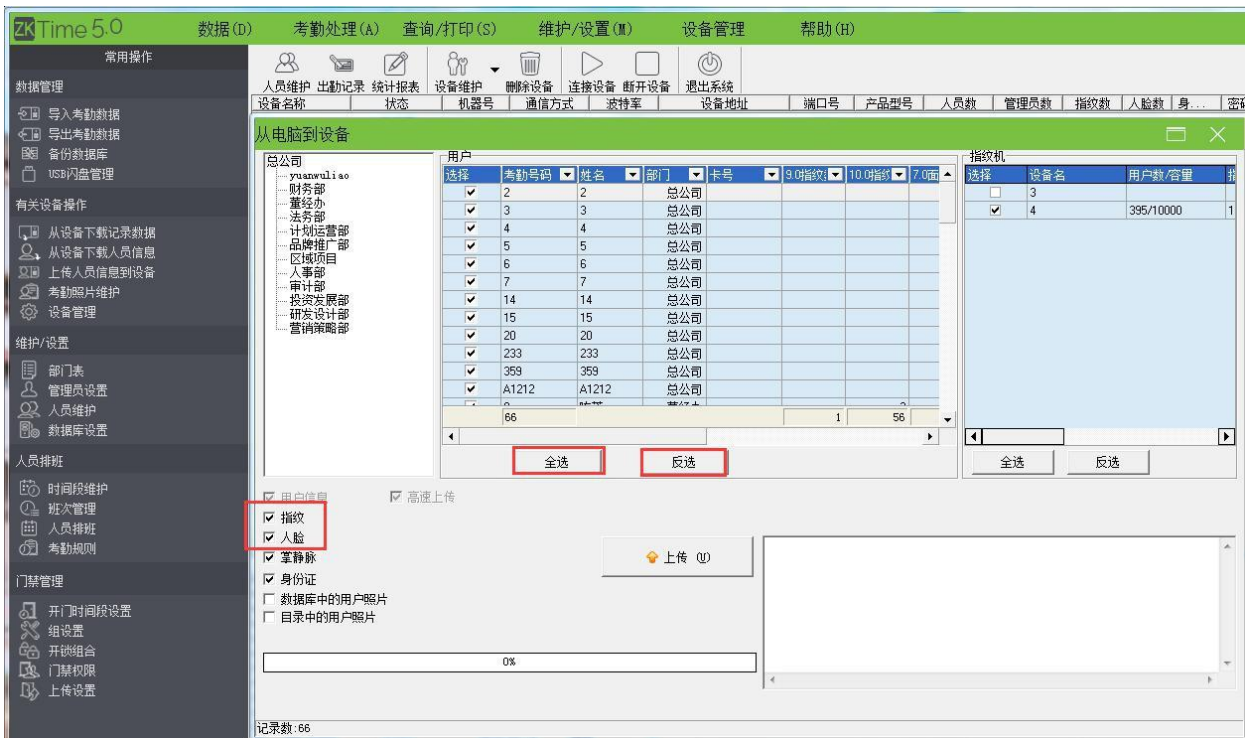 ZKTime 5.0 数据(D) 考勤处理(A) 查询/打印(S) 维护/设置(M) 设备管理 帮助(H)
常用操作
数据管理
导入考勤数据
导出考勤数据
备份数据库
USB闪盘管理
有关设备操作
从设备下载记录数据
从设备下载人员信息
上传人员信息到设备
考勤照片维护
设备管理
维护/设置
部门表
管理员设置
人员维护
数据库设置
人员排班
时间段维护
班次管理
人员排班
考勤规则
门禁管理
开门时间段设置
组设置
开锁组合
门禁权限
上传设置
人员维护 出勤记录 统计报表 设备维护 删除设备 连接设备 断开设备 退出系统
设备名称 状态 机器号 通信方式 波特率 设备地址 端口号 产品型号 人员数 管理员数 指纹数 人脸数 身...
从电脑到设备
总公司
yuanwuliao
财务部
董经办
法务部
计划运营部
品牌推广部
区域项目
人事部
审计部
投资发展部
研发设计部
营销策略部
用户
选择 考勤号码 姓名 部门 卡号 9.0指纹 10.0指纹 7.0面
2 2 总公司
3 3 总公司
4 4 总公司
5 5 总公司
6 6 总公司
7 7 总公司
14 14 总公司
15 15 总公司
20 20 总公司
233 233 总公司
359 359 总公司
A1212 A1212 总公司
66 1 56
全选 反选
指纹机
选择 设备名 用户数/容量 指
3
4 395/10000 1
全选 反选
用户信息 高速上传
指纹
人脸
掌静脉
身份证
数据库中的用户照片
目录中的用户照片
上传 (U)
0%
记录数:66